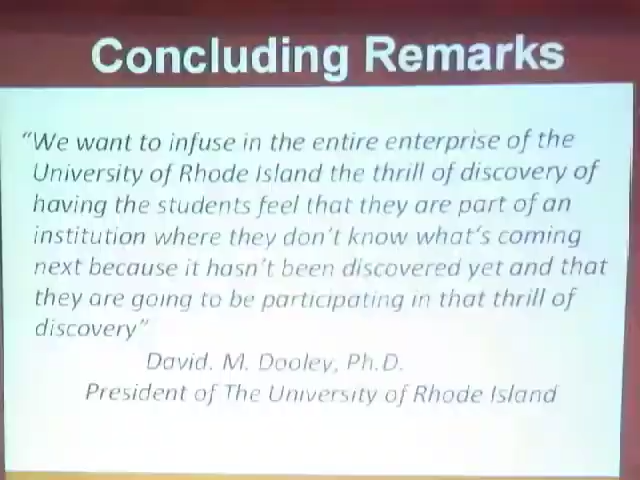 Concluding Remarks
"We want to infuse in the entire enterprise of the
University of Rhode Island the thrill of discovery of
having the students feel that they are part of an
institution where they don't know what's coming
next because it hasn't been discovered yet and that
they are going to be participating in that thrill of
discovery"
David. M. Dooley, Ph.D.
President of The University of Rhode Island